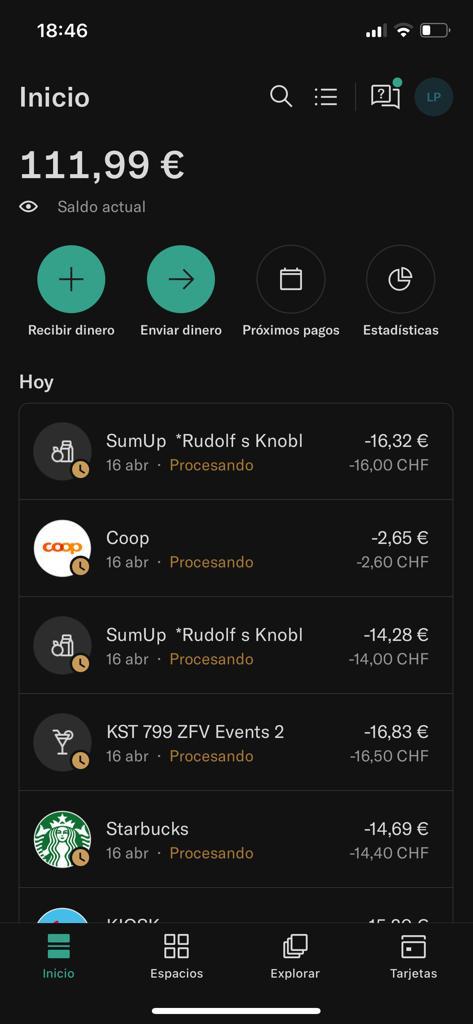 18:46
Inicio
LP
111,99 €
Saldo actual
Recibir dinero
Enviar dinero
Próximos pagos
Estadísticas
Hoy
SumUp *Rudolf s Knobl -16,32 €
16 abr · Procesando -16,00 CHF
coop
Coop -2,65 €
16 abr · Procesando -2,60 CHF
SumUp *Rudolf s Knobl -14,28 €
16 abr · Procesando -14,00 CHF
KST 799 ZFV Events 2 -16,83 €
16 abr · Procesando -16,50 CHF
Starbucks -14,69 €
16 abr · Procesando -14,40 CHF
KIOSK
Inicio
Espacios
Explorar
Tarjetas